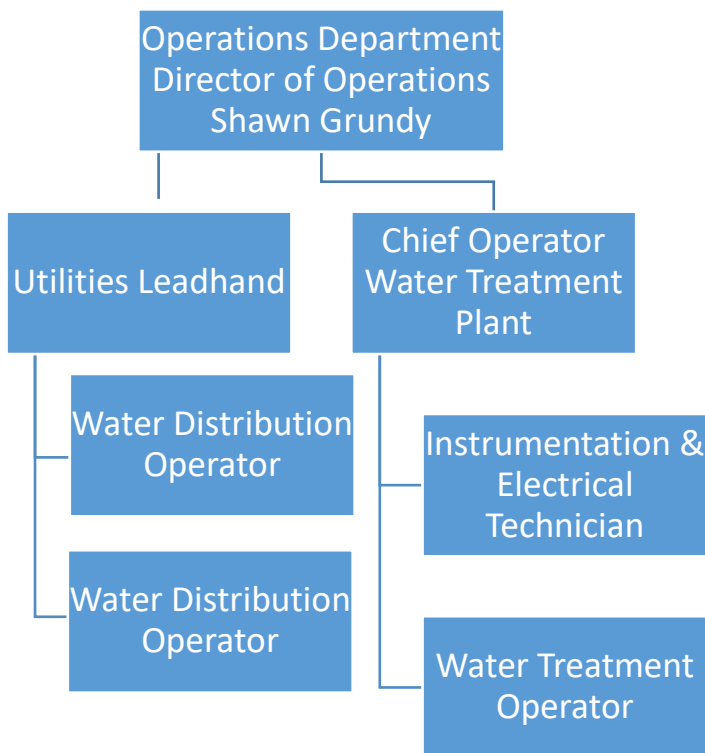 Operations Department
Director of Operations
Shawn Grundy
Utilities Leadhand
Chief Operator
Water Treatment
Plant
Water Distribution
Operator
Water Distribution
Operator
Instrumentation &
Electrical
Technician
Water Treatment
Operator